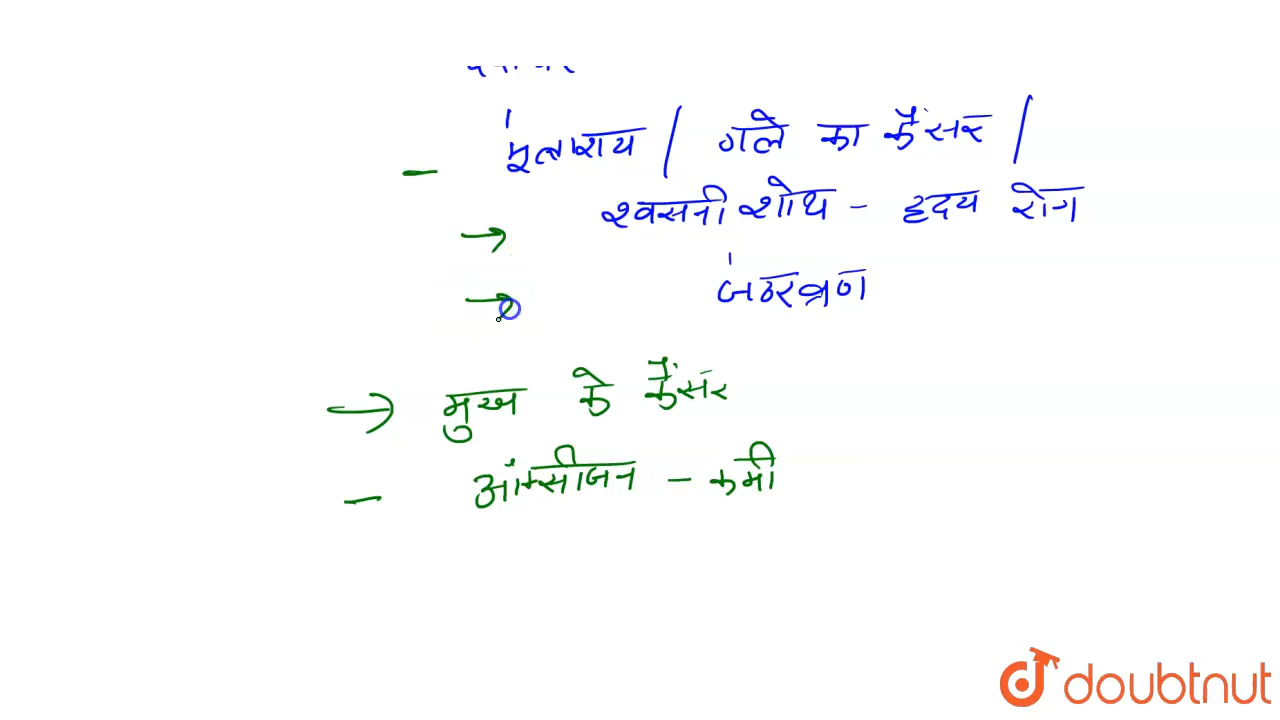 मूत्राशय / गले का कैंसर /
– श्वसनी शोथ – हृदय रोग
→
→ जठरव्रण
→ मुख के कैंसर
– ऑक्सीजन – कमी
doubtnut